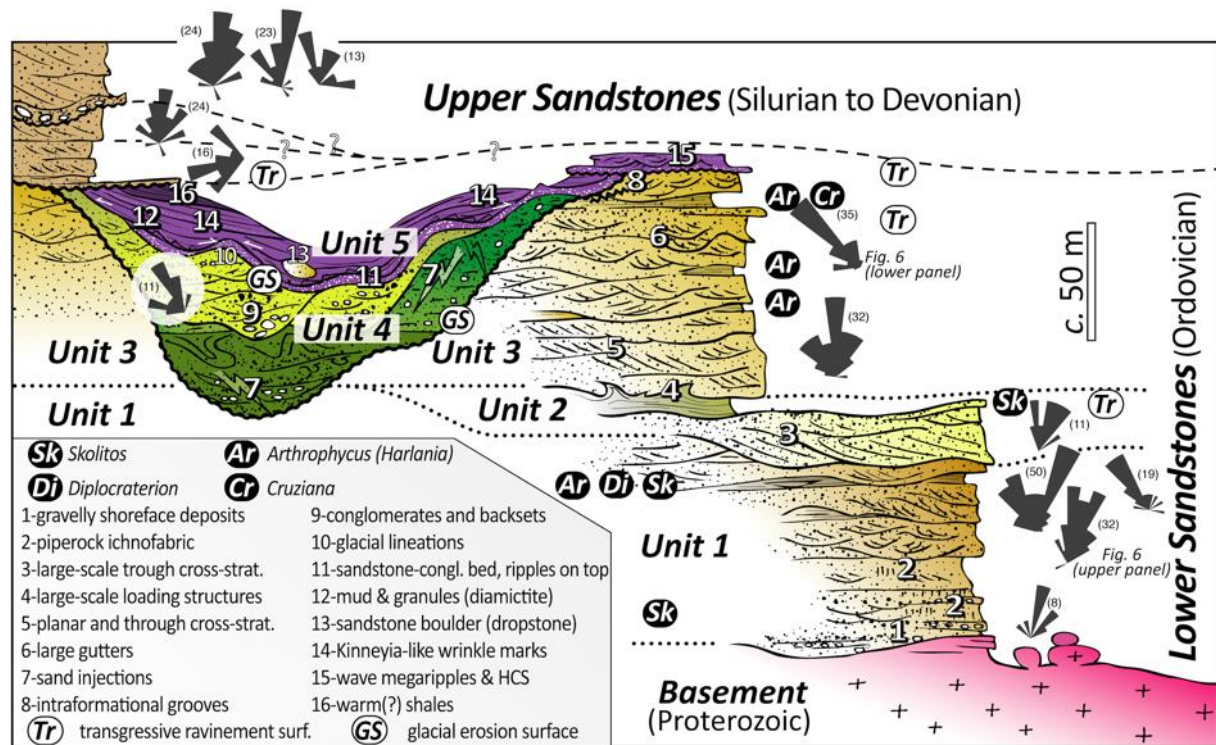 (24)
(23)
(13)
Upper Sandstones (Silurian to Devonian)
(24)
?
?
?
(16)
Tr
15
Tr
16
8
14
12
14
Ar Cr
(35)
Tr
Unit 5
10
13
6
Fig. 6
(lower panel)
GS
11
7
Ar
(11)
9
Unit 4
GS
Ar
c. 50 m
Unit 3
Unit 3
(32)
7
5
Unit 1
Unit 2
4
Sk
Tr
3
(11)
Lower Sandstones (Ordovician)
Ar Di Sk
(50)
(19)
(32)
Unit 1
2
Fig. 6
(upper panel)
Sk
2
1
(8)
Basement
(Proterozoic)
Sk Skolitos
Ar Arthrophycus (Harlania)
Di Diplocraterion
Cr Cruziana
1-gravelly shoreface deposits
2-piperock ichnofabric
3-large-scale trough cross-strat.
4-large-scale loading structures
5-planar and through cross-strat.
6-large gutters
7-sand injections
8-intraformational grooves
9-conglomerates and backsets
10-glacial lineations
11-sandstone-congl. bed, ripples on top
12-mud & granules (diamictite)
13-sandstone boulder (dropstone)
14-Kinneyia-like wrinkle marks
15-wave megaripples & HCS
16-warm(?) shales
Tr transgressive ravinement surf.
GS glacial erosion surface